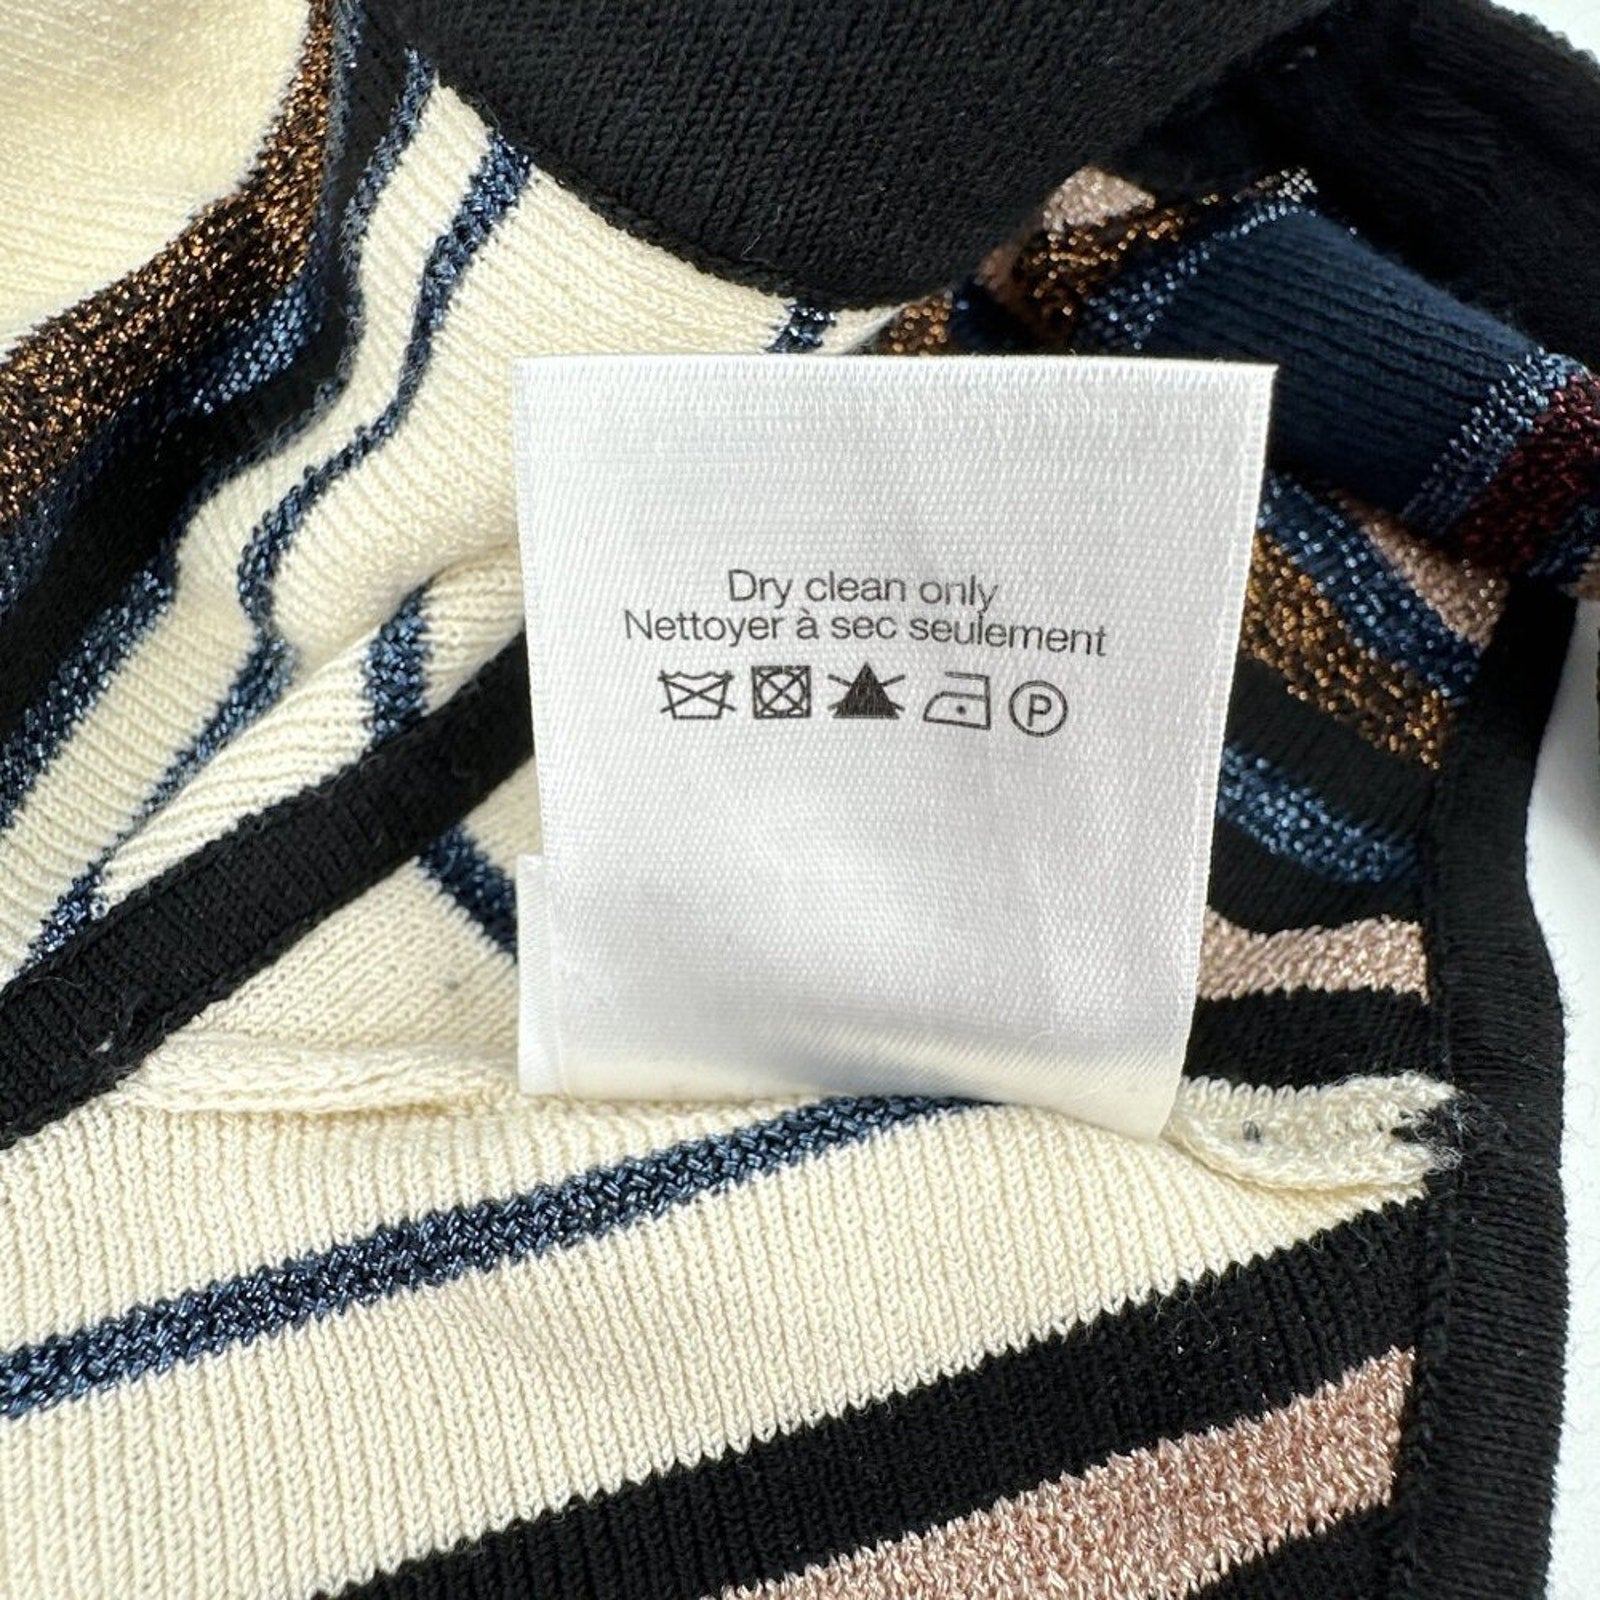 Dry clean only
Nettoyer à sec seulement
P